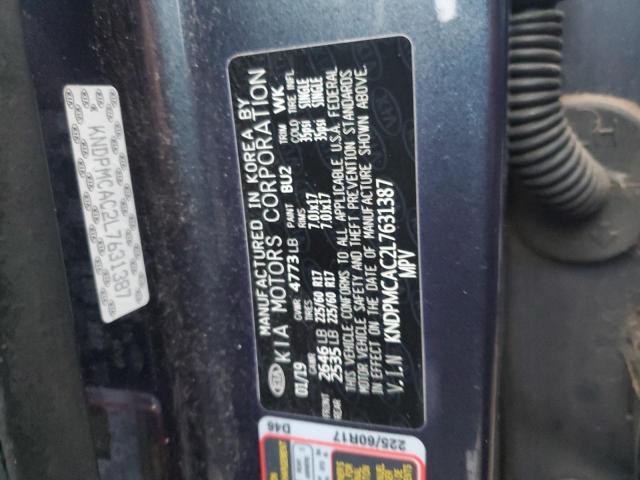 KNDPMCAC2L7631387
KIA MANUFACTURED IN KOREA BY
KIA MOTORS CORPORATION
01/19 GVWR 4773LB PAINT BU2 TRIM WK
GAWR TIRES RIMS COLD TIRE INFL.
FRONT 2646LB 225/60 R17 7.0Jx17 35psi SINGLE
REAR 2535LB 225/60 R17 7.0Jx17 35psi SINGLE
THIS VEHICLE CONFORMS TO ALL APPLICABLE U.S.A. FEDERAL
MOTOR VEHICLE SAFETY AND THEFT PREVENTION STANDARDS
IN EFFECT ON THE DATE OF MANUFACTURE SHOWN ABOVE.
V.I.N KNDPMCAC2L7631387
MPV
225/60R17
D46